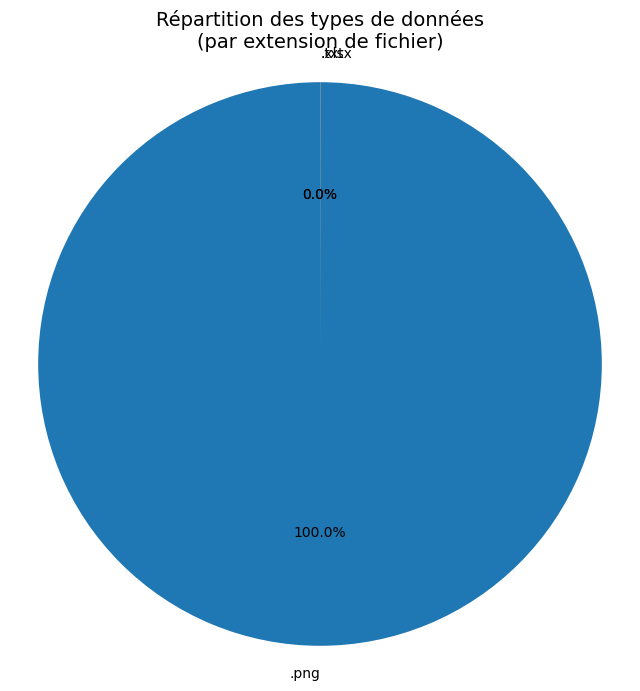 Répartition des types de données
(par extension de fichier)
0.0%
100.0%
.png